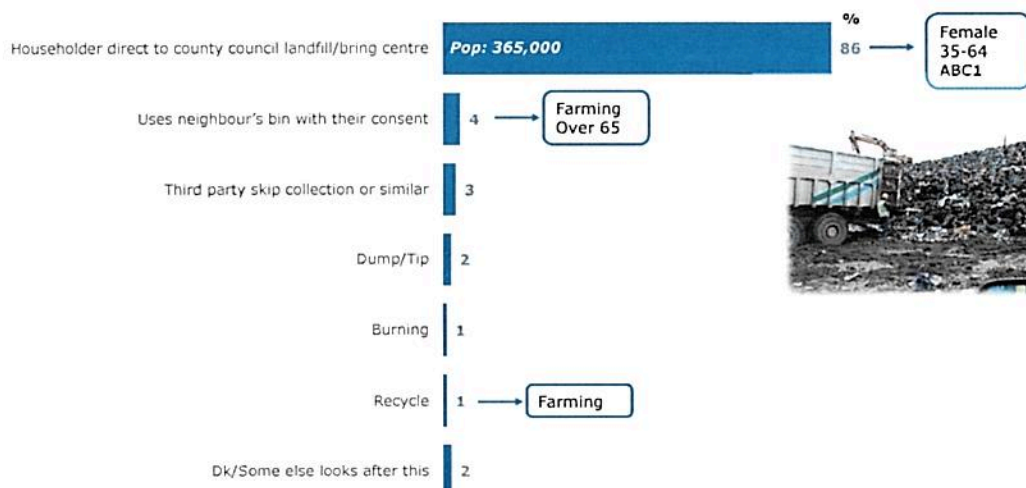 %
Householder direct to county council landfill/bring centre Pop: 365,000 86 Female
35-64
ABC1
Uses neighbour's bin with their consent 4 Farming
Over 65
Third party skip collection or similar 3
Dump/Tip 2
Burning 1
Recycle 1 Farming
Dk/Some else looks after this 2